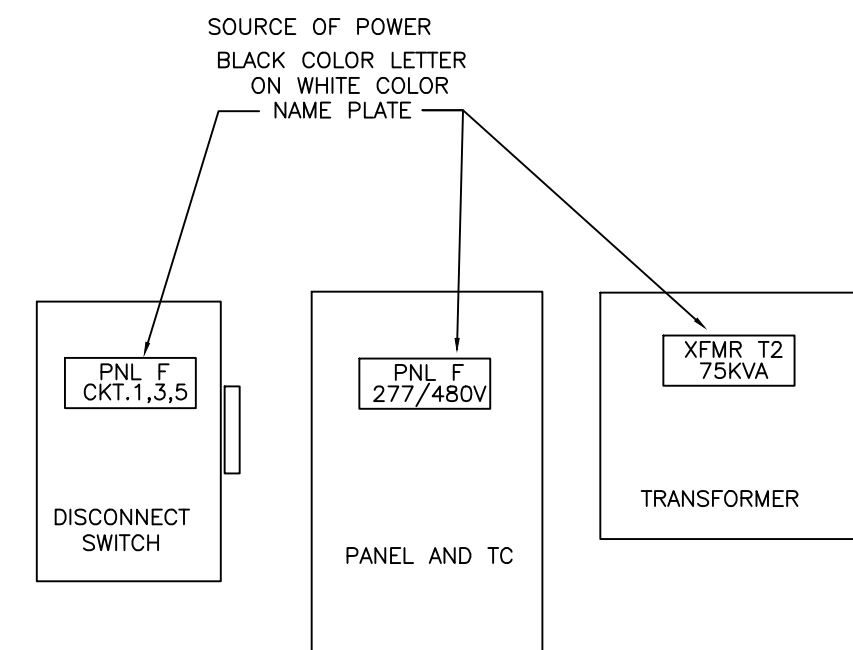 SOURCE OF POWER
BLACK COLOR LETTER
ON WHITE COLOR
NAME PLATE
PNL F
CKT.1,3,5
DISCONNECT
SWITCH
PNL F
277/480V
PANEL AND TC
XFMR T2
75KVA
TRANSFORMER